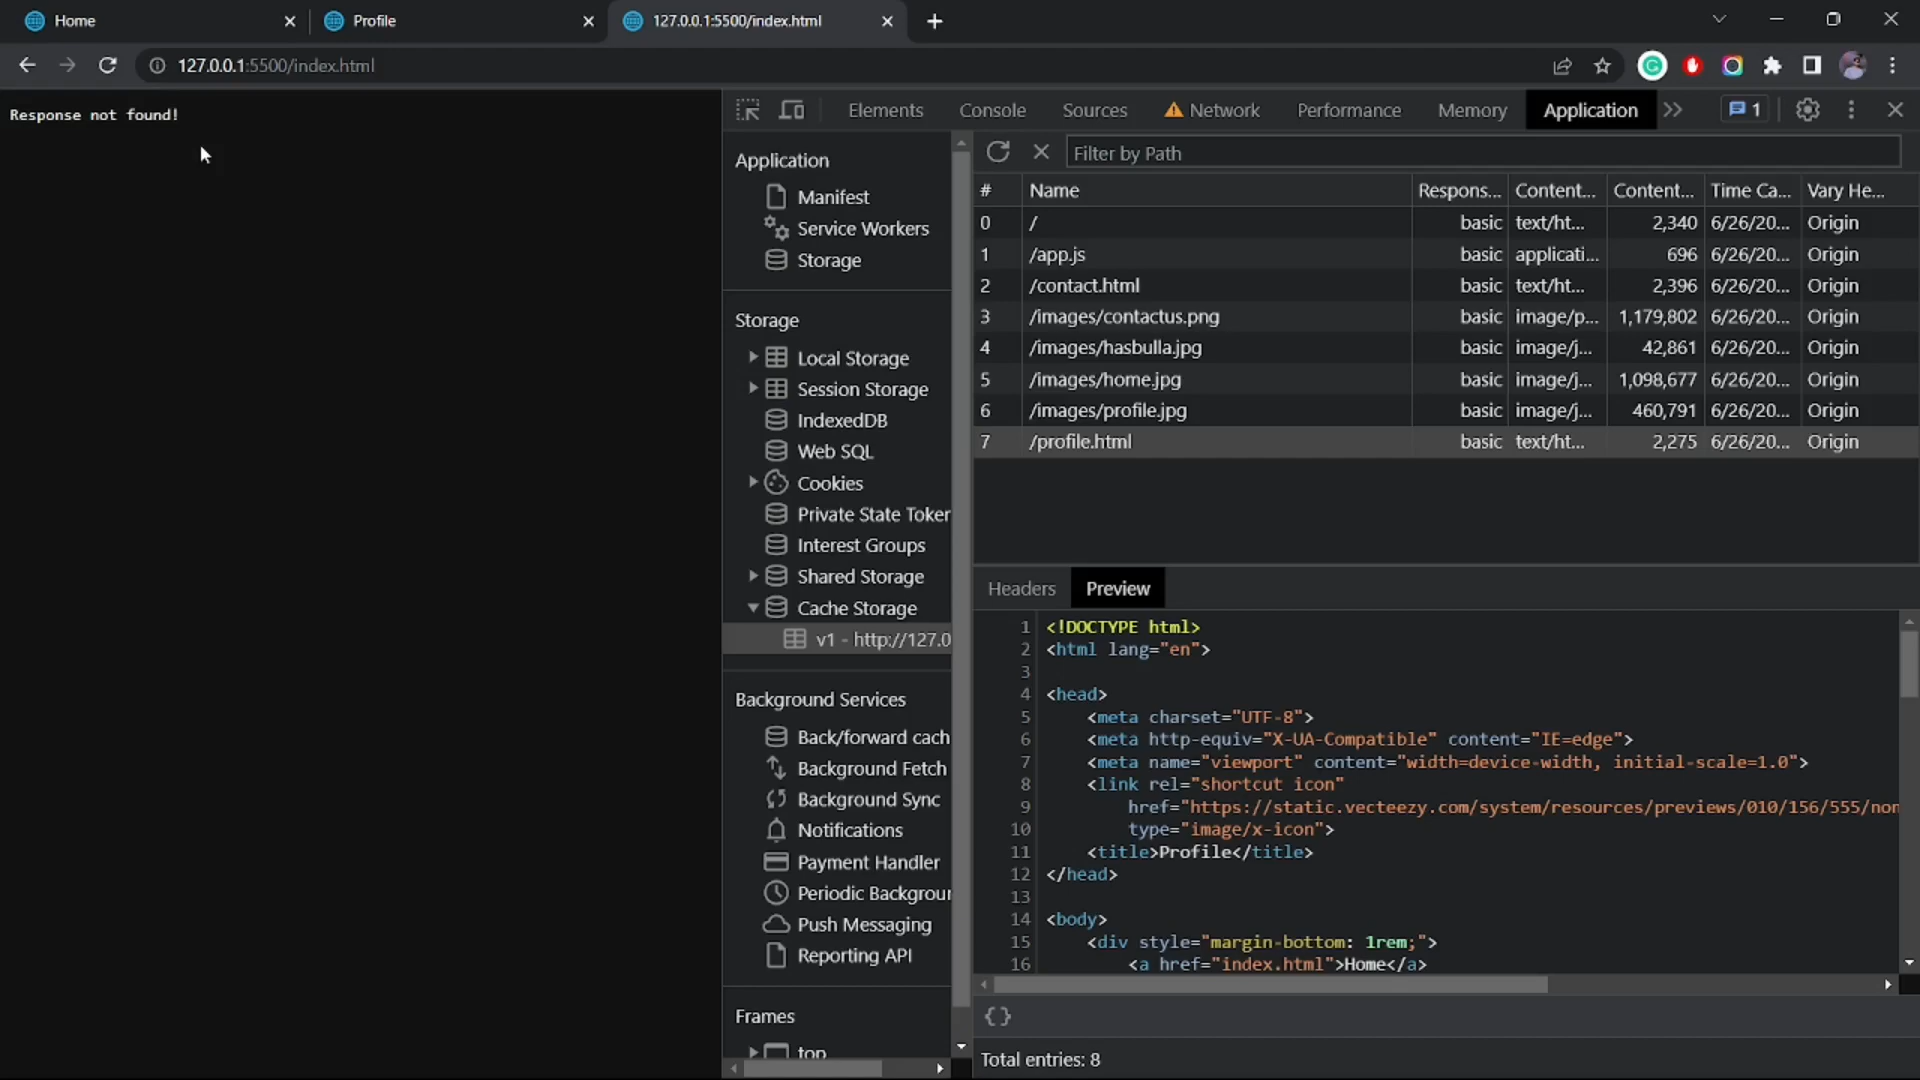 Home
Profile
127.0.0.1:5500/index.html
127.0.0.1:5500/index.html
Response not found!
Elements
Console
Sources
Network
Performance
Memory
Application
1
Filter by Path
Application
Manifest
Service Workers
Storage
Storage
Local Storage
Session Storage
IndexedDB
Web SQL
Cookies
Private State Token
Interest Groups
Shared Storage
Cache Storage
v1 - http://127.0
Background Services
Back/forward cach
Background Fetch
Background Sync
Notifications
Payment Handler
Periodic Backgroun
Push Messaging
Reporting API
Frames
top
# Name Respons... Content... Content... Time Ca... Vary He...
0 / basic text/ht... 2,340 6/26/20... Origin
1 /app.js basic applicati... 696 6/26/20... Origin
2 /contact.html basic text/ht... 2,396 6/26/20... Origin
3 /images/contactus.png basic image/p... 1,179,802 6/26/20... Origin
4 /images/hasbulla.jpg basic image/j... 42,861 6/26/20... Origin
5 /images/home.jpg basic image/j... 1,098,677 6/26/20... Origin
6 /images/profile.jpg basic image/j... 460,791 6/26/20... Origin
7 /profile.html basic text/ht... 2,275 6/26/20... Origin
Headers Preview
1 <!DOCTYPE html>
2 <html lang="en">
3
4 <head>
5 <meta charset="UTF-8">
6 <meta http-equiv="X-UA-Compatible" content="IE=edge">
7 <meta name="viewport" content="width=device-width, initial-scale=1.0">
8 <link rel="shortcut icon"
9 href="https://static.vecteezy.com/system/resources/previews/010/156/555/non
10 type="image/x-icon">
11 <title>Profile</title>
12 </head>
13
14 <body>
15 <div style="margin-bottom: 1rem;">
16 <a href="index.html">Home</a>
{}
Total entries: 8